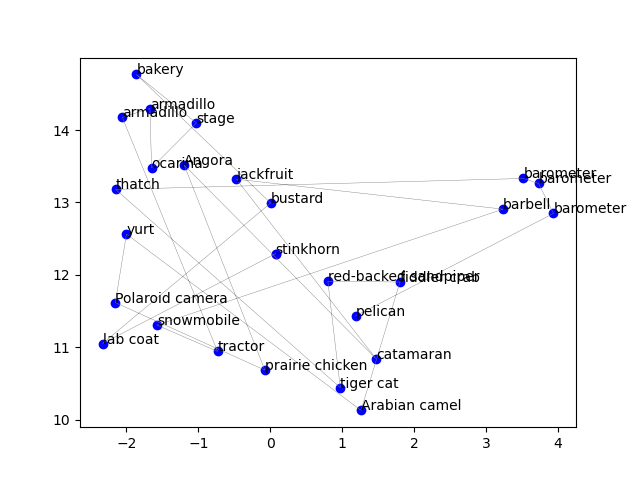 bakery
armadillo
armadillo
stage
14
ocarina
Angora
jackfruit
barometer
barometer
thatch
13
bustard
barbell
barometer
yurt
stinkhorn
12
red-backed sandpiper
fiddler crab
Polaroid camera
pelican
snowmobile
lab coat
tractor
11
catamaran
prairie chicken
tiger cat
Arabian camel
10
−2
−1
0
1
2
3
4